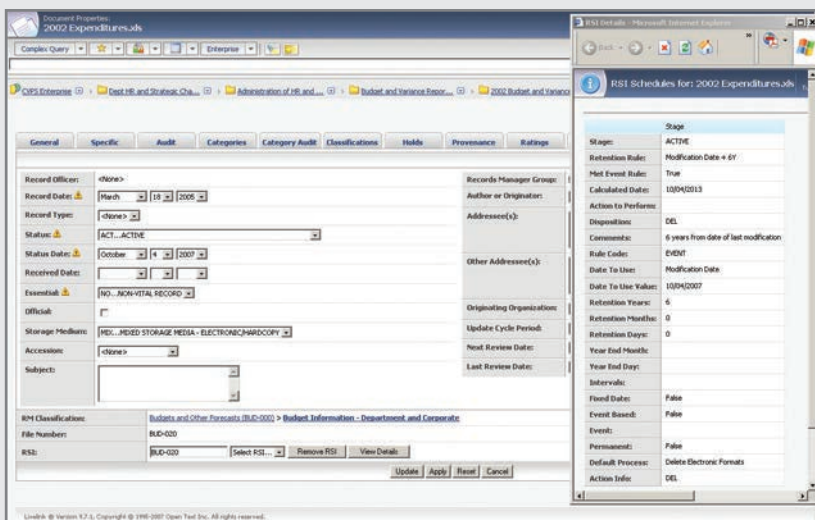 Document Properties:
2002 Expenditures.xls
Complex Query
Enterprise
Enterprise > Dept HR and Strategic Cha... > Administration of HR and .... > Budget and Variance Repor... > 2002 Budget and Varianc
General Specific Audit Categories Category Audit Classifications Holds Provenance Ratings
Record Officer: <None>
Record Date: March 18 2005
Record Type: <None>
Status: ACT...ACTIVE
Status Date: October 4 2007
Received Date:
Essential: NO...NON-VITAL RECORD
Official:
Storage Medium: MIX...MIXED STORAGE MEDIA - ELECTRONIC/HARDCOPY
Accession: <None>
Subject:
Records Manager Group:
Author or Originator:
Addressee(s):
Other Addressee(s):
Originating Organization:
Update Cycle Period:
Next Review Date:
Last Review Date:
RM Classification: Budgets and Other Forecasts (BUD-000) > Budget Information - Department and Corporate
File Number: BUD-020
RSI: BUD-020 Select RSI... Remove RSI View Details
Update Apply Reset Cancel
Livelink ® Version 9.7.1, Copyright © 1995-2007 Open Text Inc. All rights reserved.
RSI Details - Microsoft Internet Explorer
Back
RSI Schedules for: 2002 Expenditures.xls
Stage
Stage: ACTIVE
Retention Rule: Modification Date + 6Y
Met Event Rule: True
Calculated Date: 10/04/2013
Action to Perform:
Disposition: DEL
Comments: 6 years from date of last modification
Rule Code: EVENT
Date To Use: Modification Date
Date To Use Value: 10/04/2007
Retention Years: 6
Retention Months: 0
Retention Days: 0
Year End Month:
Year End Day:
Intervals:
Fixed Date: False
Event Based: False
Event:
Permanent: False
Default Process: Delete Electronic Formats
Action Info: DEL